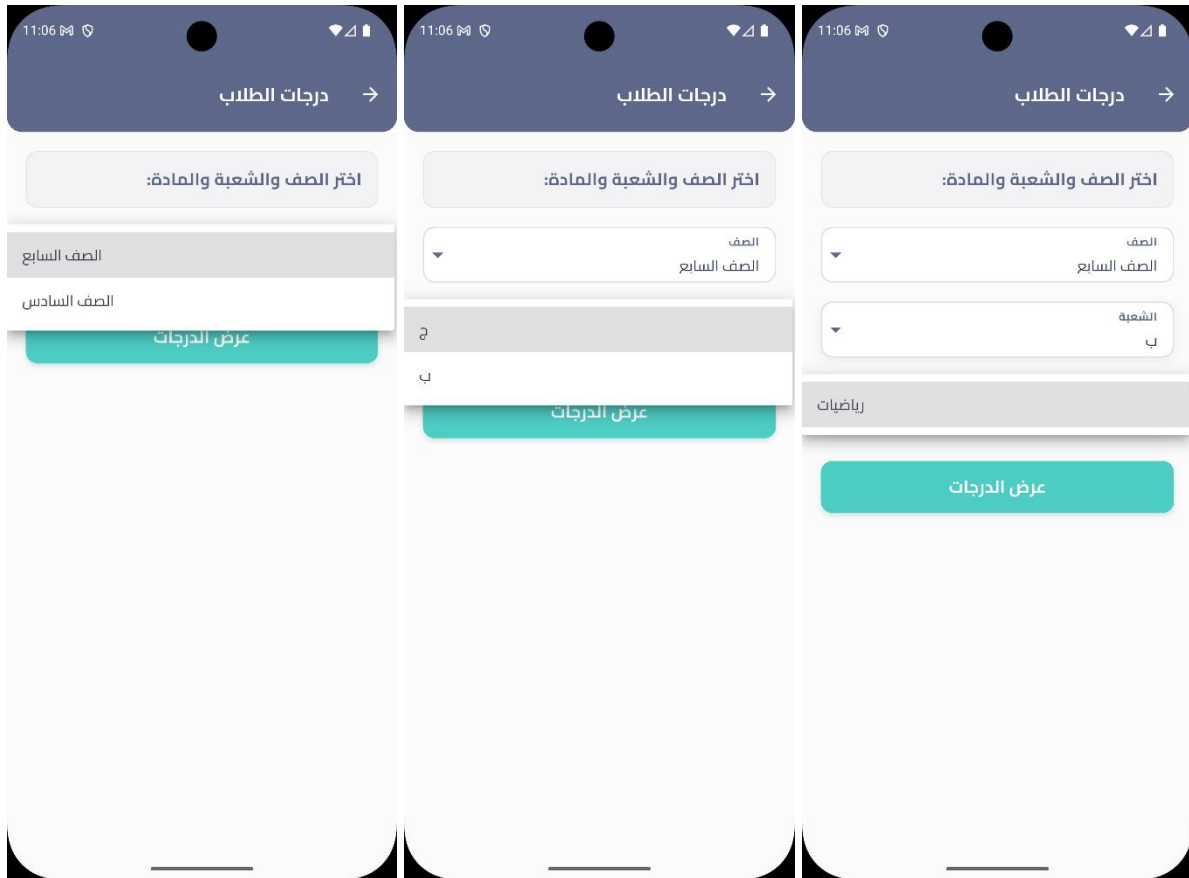 11:06
درجات الطلاب
اختر الصف والشعبة والمادة:
الصف السابع
الصف السادس
عرض الدرجات
11:06
درجات الطلاب
اختر الصف والشعبة والمادة:
الصف
الصف السابع
ج
ب
عرض الدرجات
11:06
درجات الطلاب
اختر الصف والشعبة والمادة:
الصف
الصف السابع
الشعبة
ب
رياضيات
عرض الدرجات